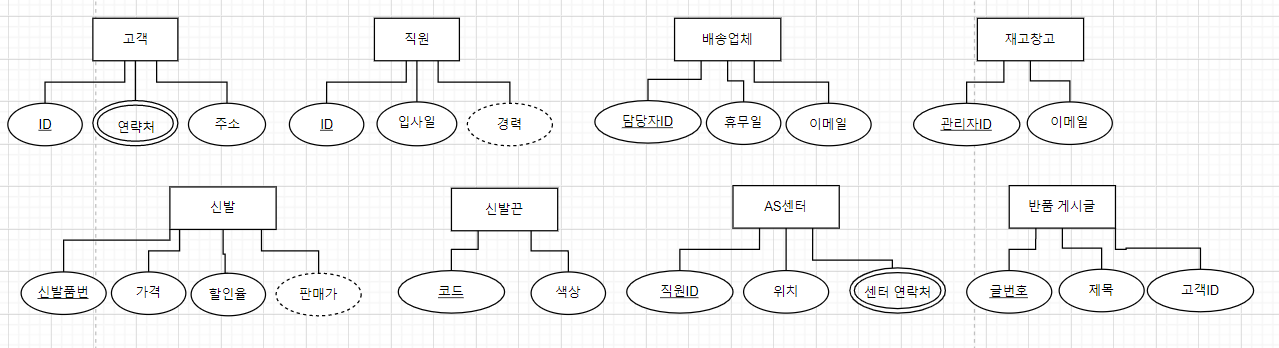 고객
직원
배송업체
재고창고
ID
연락처
주소
ID
입사일
경력
담당자ID
휴무일
이메일
관리자ID
이메일
신발
신발끈
AS센터
반품 게시글
신발품번
가격
할인율
판매가
코드
색상
직원ID
위치
센터 연락처
글번호
제목
고객ID